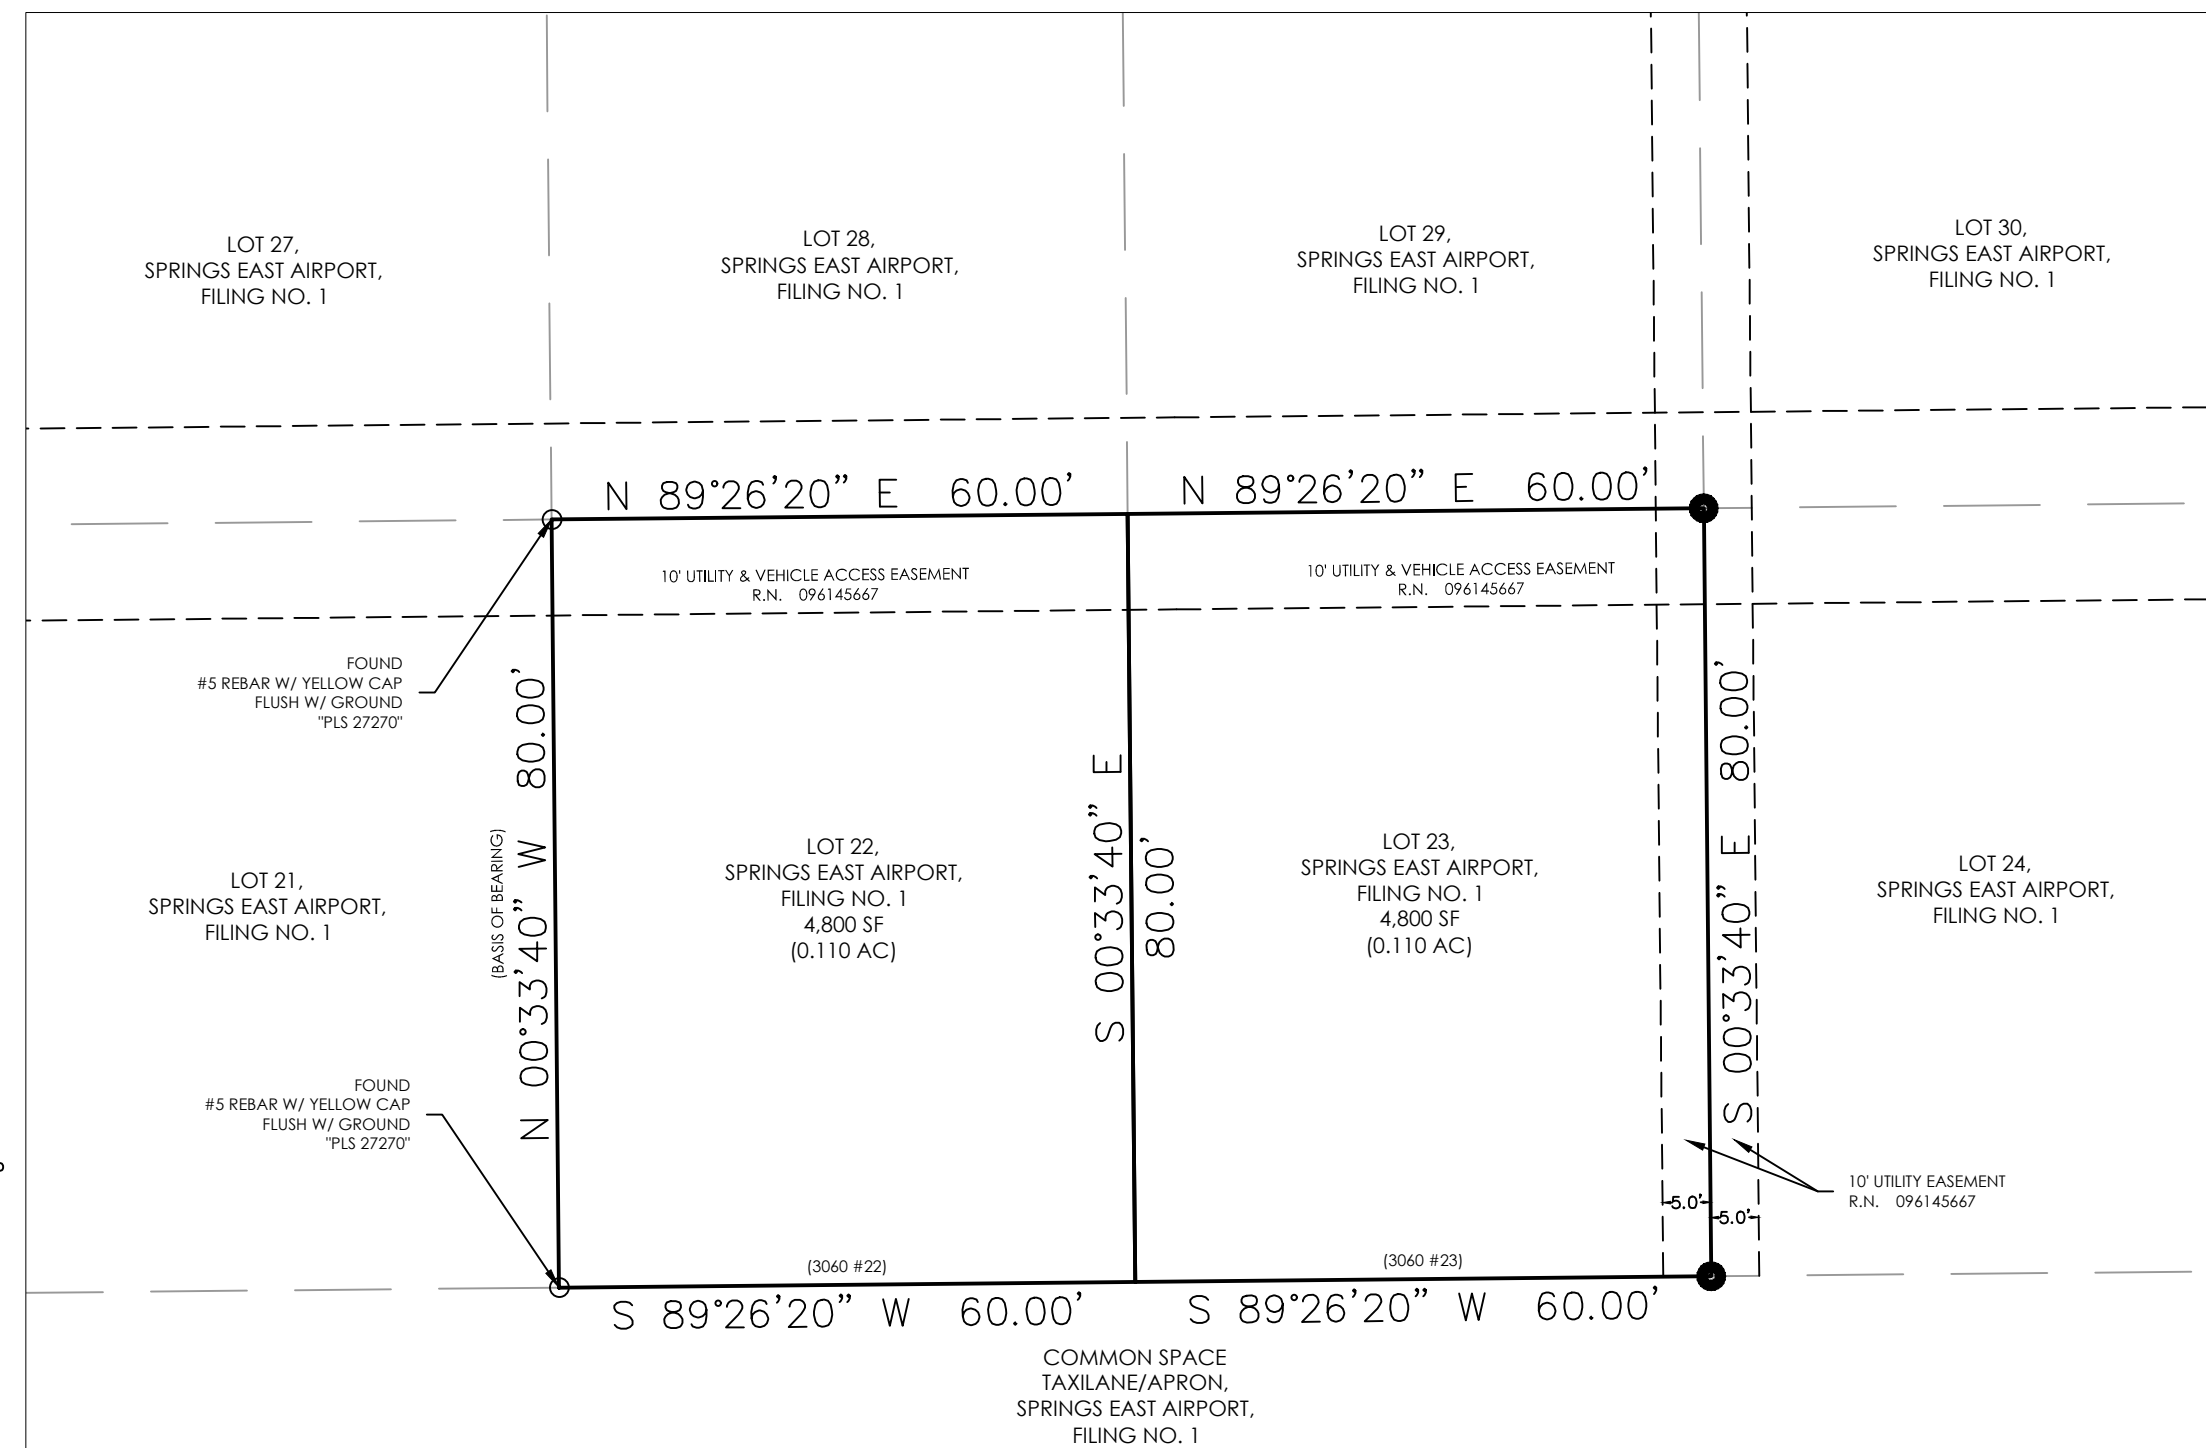 LOT 27,
SPRINGS EAST AIRPORT,
FILING NO. 1
LOT 28,
SPRINGS EAST AIRPORT,
FILING NO. 1
LOT 29,
SPRINGS EAST AIRPORT,
FILING NO. 1
LOT 30,
SPRINGS EAST AIRPORT,
FILING NO. 1
N 89°26'20" E 60.00'
N 89°26'20" E 60.00'
10' UTILITY & VEHICLE ACCESS EASEMENT
R.N. 096145667
10' UTILITY & VEHICLE ACCESS EASEMENT
R.N. 096145667
FOUND
#5 REBAR W/ YELLOW CAP
FLUSH W/ GROUND
"PLS 27270"
LOT 21,
SPRINGS EAST AIRPORT,
FILING NO. 1
(BASIS OF BEARING)
N 00°33'40" W 80.00'
LOT 22,
SPRINGS EAST AIRPORT,
FILING NO. 1
4,800 SF
(0.110 AC)
S 00°33'40" E
80.00'
LOT 23,
SPRINGS EAST AIRPORT,
FILING NO. 1
4,800 SF
(0.110 AC)
S 00°33'40" E 80.00'
LOT 24,
SPRINGS EAST AIRPORT,
FILING NO. 1
FOUND
#5 REBAR W/ YELLOW CAP
FLUSH W/ GROUND
"PLS 27270"
10' UTILITY EASEMENT
R.N. 096145667
5.0'
5.0'
(3060 #22)
(3060 #23)
S 89°26'20" W 60.00'
S 89°26'20" W 60.00'
COMMON SPACE
TAXILANE/APRON,
SPRINGS EAST AIRPORT,
FILING NO. 1